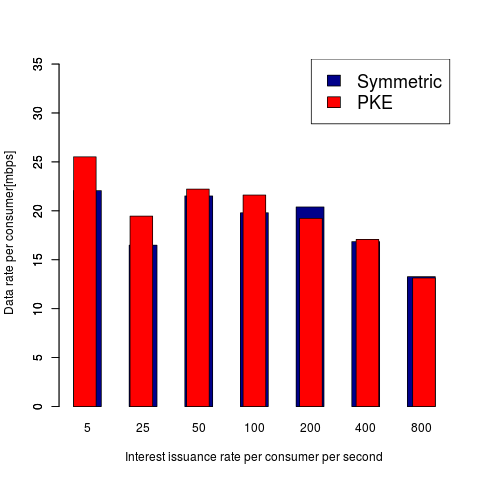 Symmetric
PKE
Data rate per consumer[mbps]
35
30
25
20
15
10
5
0
5 25 50 100 200 400 800
Interest issuance rate per consumer per second